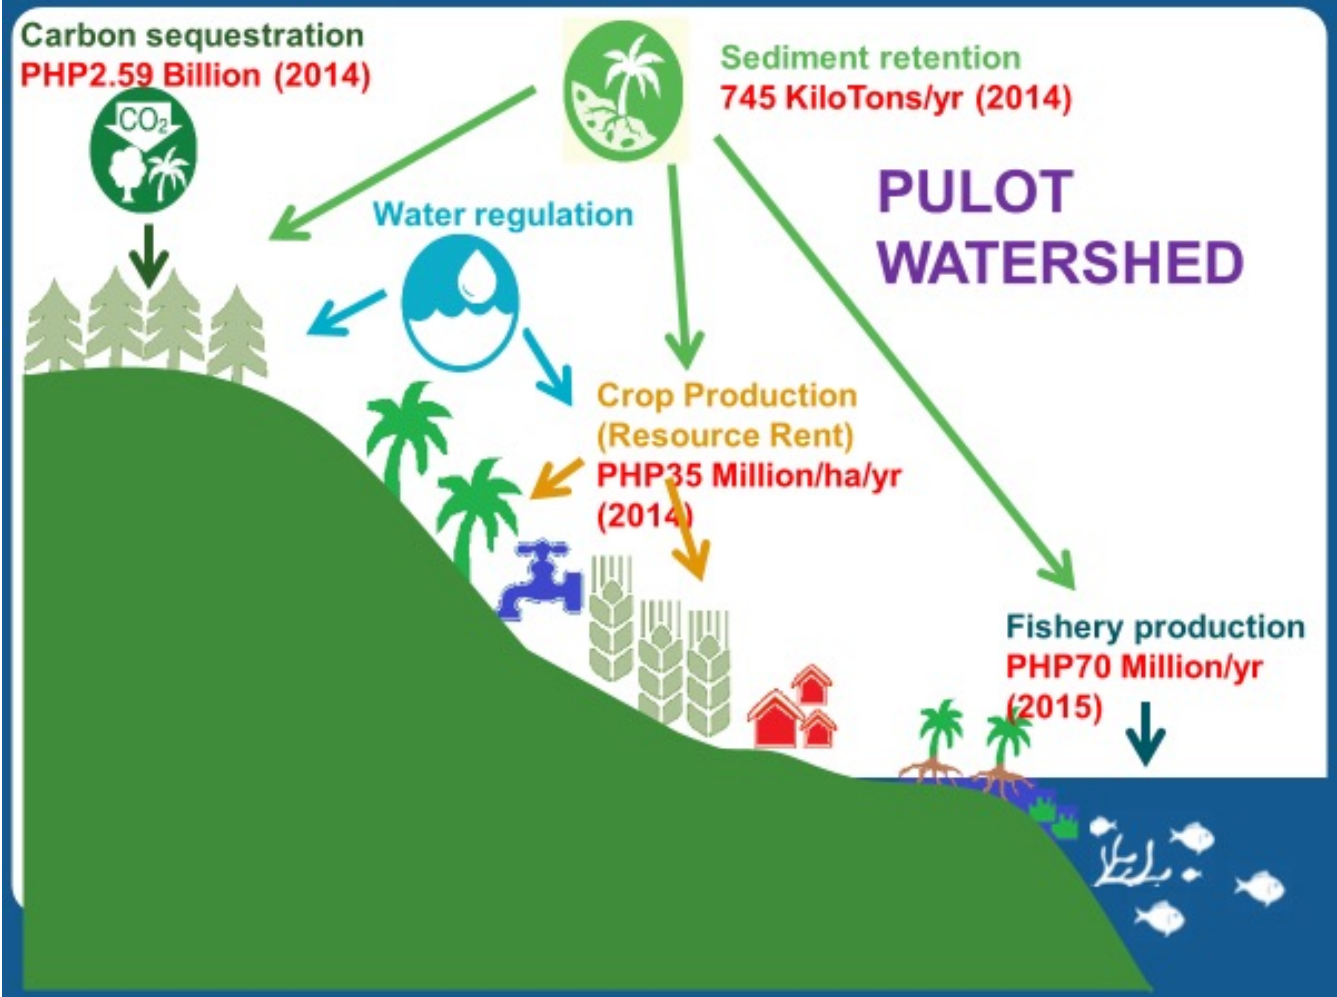 Carbon sequestration
PHP2.59 Billion (2014)
CO₂
Sediment retention
745 KiloTons/yr (2014)
PULOT
WATERSHED
Water regulation
Crop Production
(Resource Rent)
PHP35 Million/ha/yr
(2014)
Fishery production
PHP70 Million/yr
(2015)